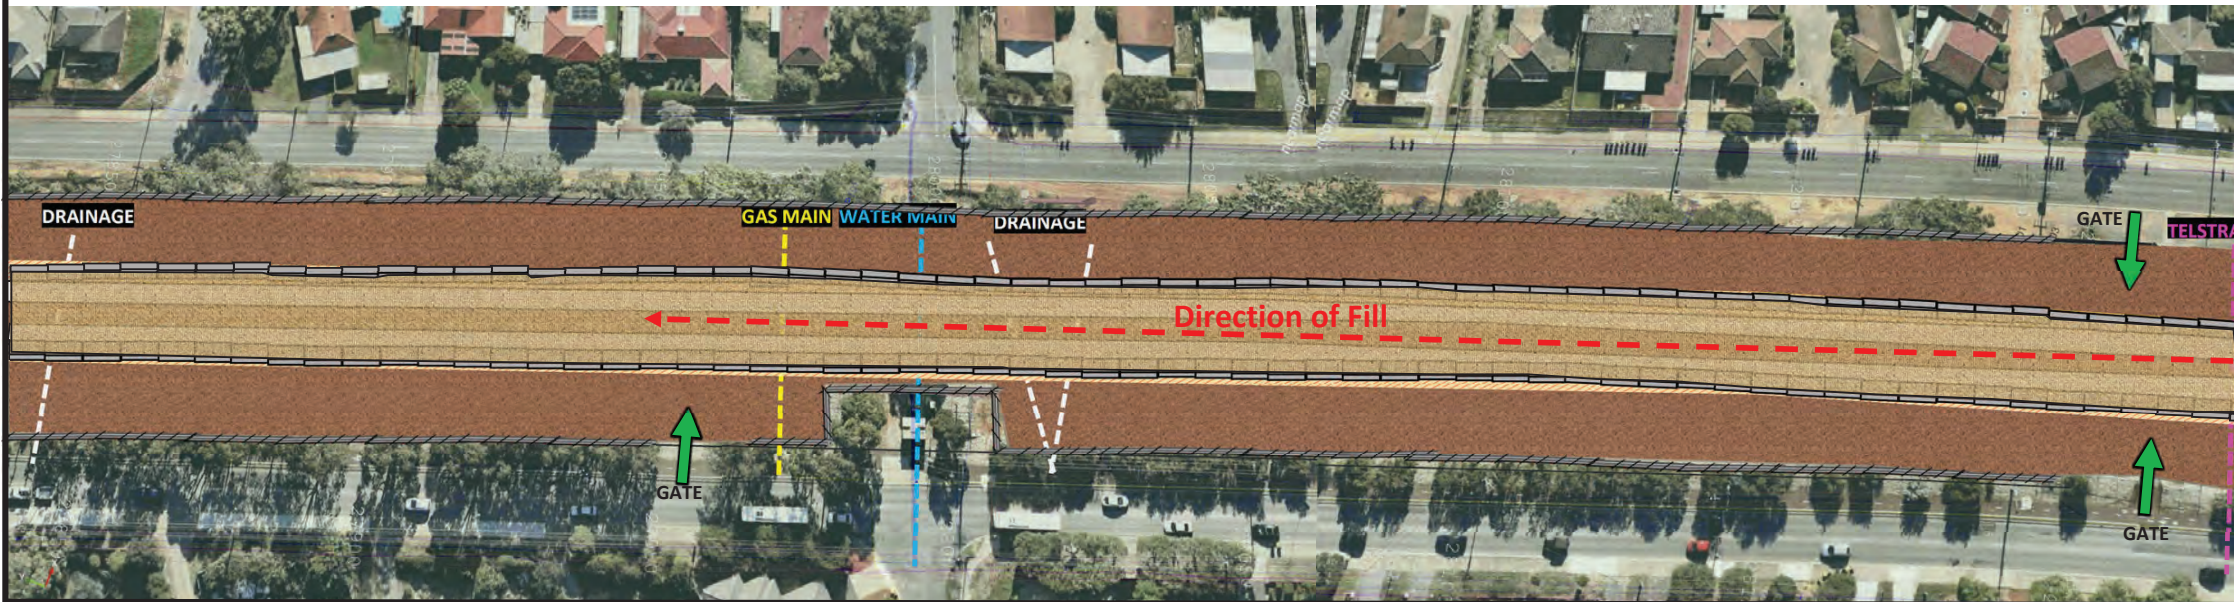 GATE
DRAINAGE
GAS MAIN
WATER MAIN
DRAINAGE
TELSTRA
Direction of Fill
GATE
GATE